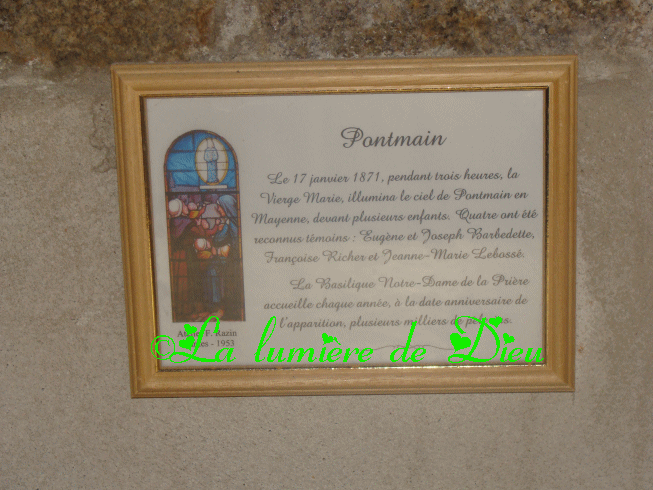 Pontmain
Le 17 janvier 1871, pendant trois heures, la
Vierge Marie, illumina le ciel de Pontmain en
Mayenne, devant plusieurs enfants. Quatre ont été
reconnus témoins : Eugène et Joseph Barbedette,
Françoise Richer et Jeanne-Marie Lebossé.
La Basilique Notre-Dame de la Prière
accueille chaque année, à la date anniversaire de
l'apparition, plusieurs milliers de
F. Razin
- 1953
©La lumière de Dieu